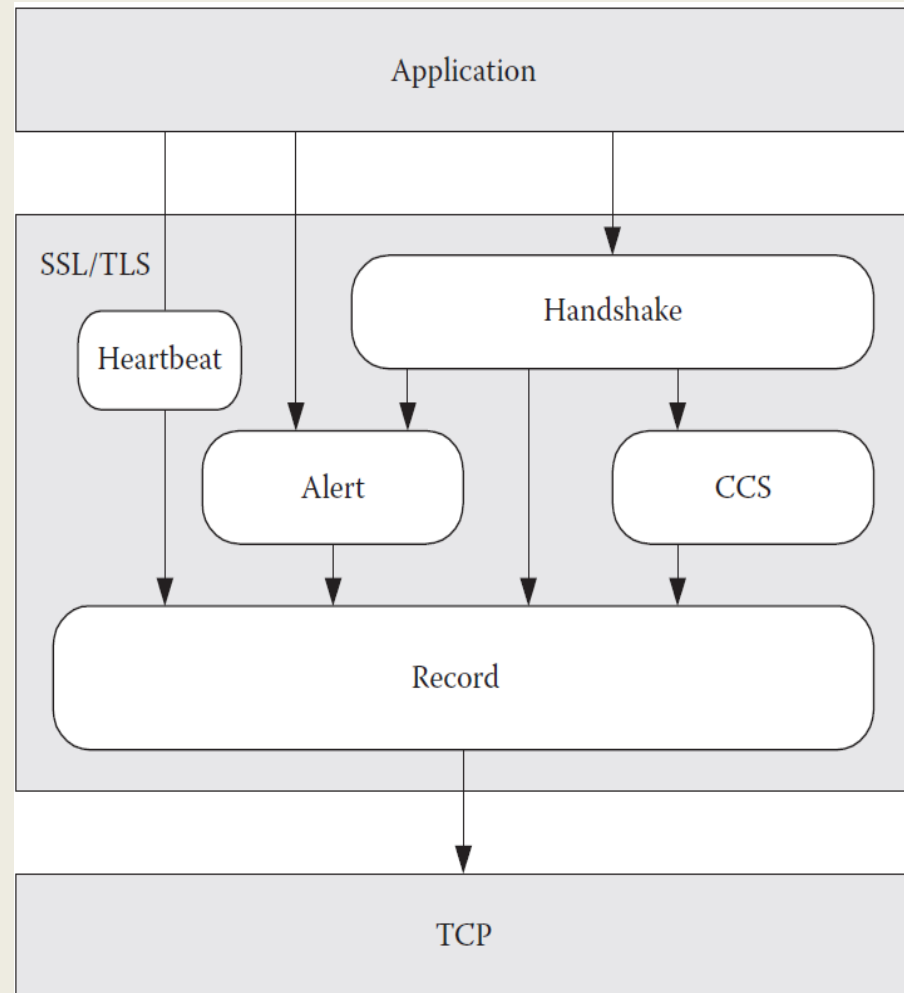 Application
SSL/TLS
Handshake
Heartbeat
Alert
CCS
Record
TCP